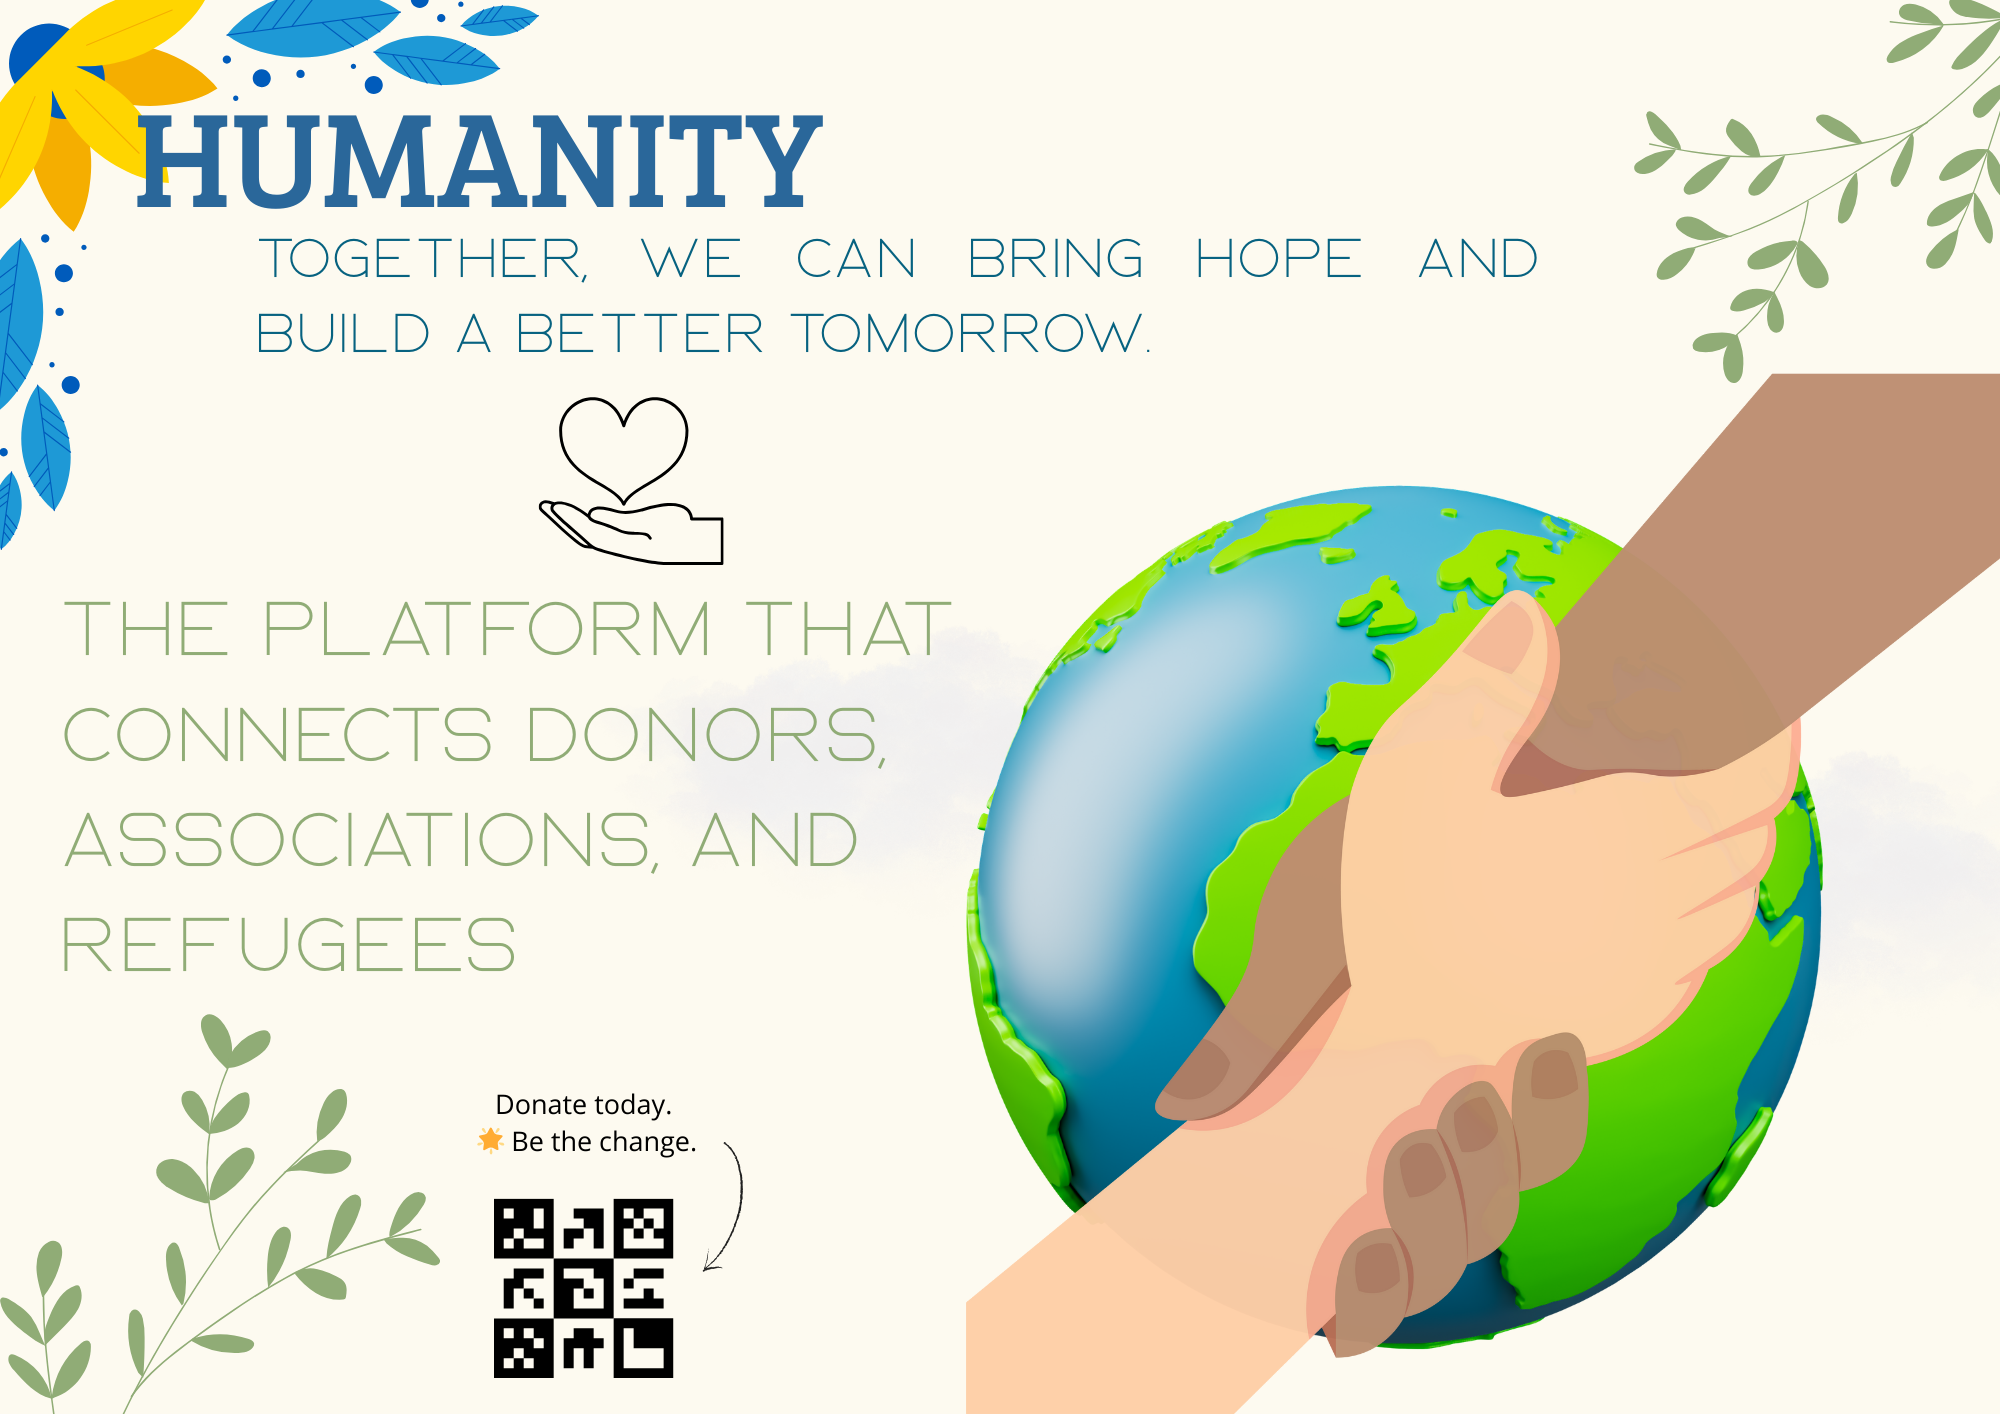 HUMANITY
TOGETHER, WE CAN BRING HOPE AND
BUILD A BETTER TOMORROW.
THE PLATFORM THAT
CONNECTS DONORS,
ASSOCIATIONS, AND
REFUGEES
Donate today.
🌟 Be the change.